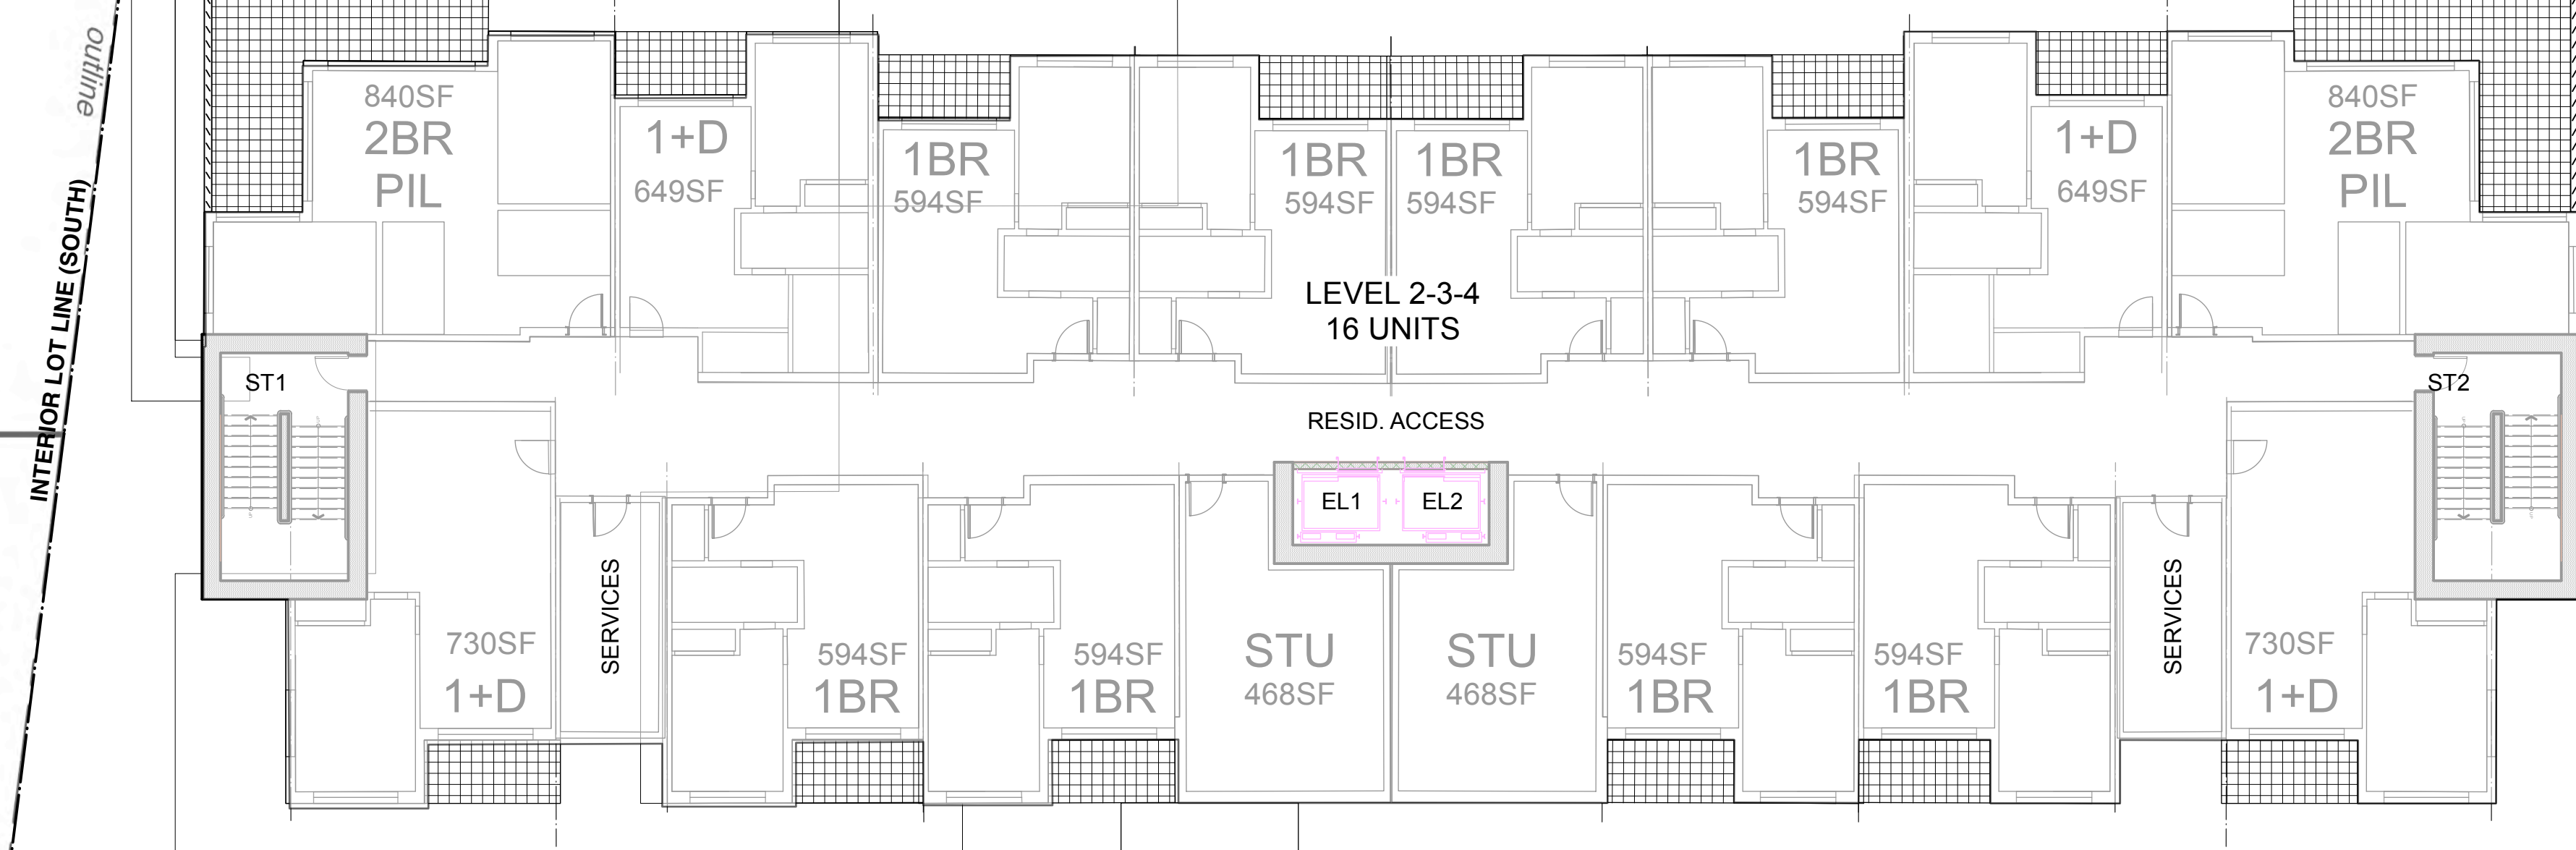 outline
INTERIOR LOT LINE (SOUTH)
840SF
2BR
PIL
1+D
649SF
1BR
594SF
1BR
594SF
1BR
594SF
1BR
594SF
1+D
649SF
840SF
2BR
PIL
LEVEL 2-3-4
16 UNITS
ST1
ST2
RESID. ACCESS
EL1
EL2
730SF
1+D
SERVICES
594SF
1BR
594SF
1BR
STU
468SF
STU
468SF
594SF
1BR
594SF
1BR
SERVICES
730SF
1+D